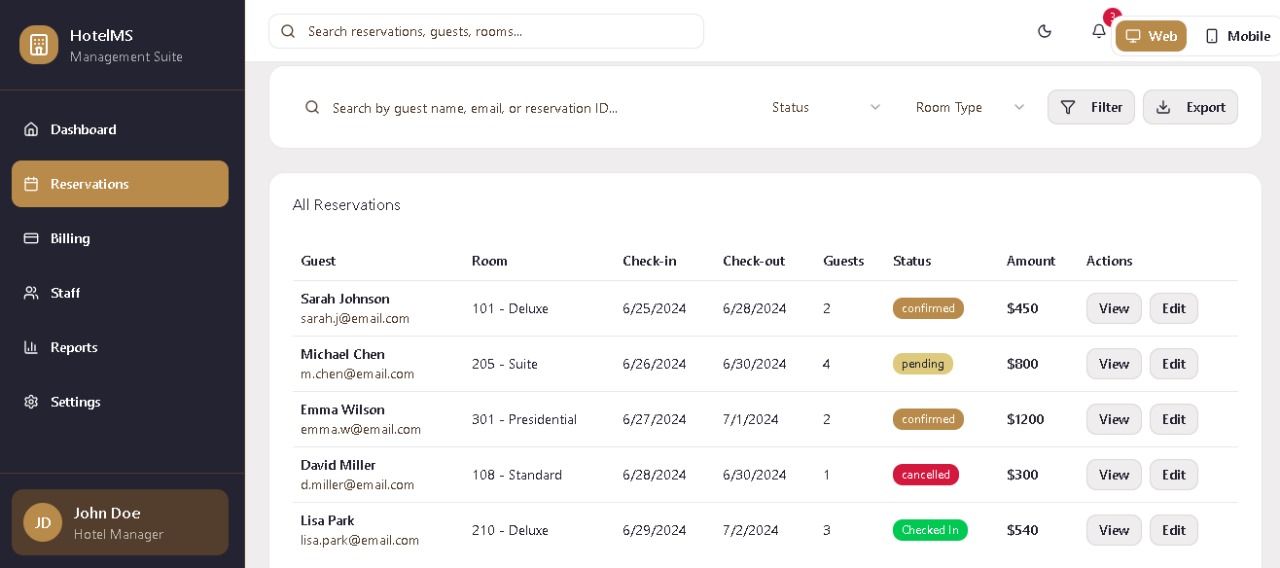 HotelMS
Management Suite
Dashboard
Reservations
Billing
Staff
Reports
Settings
JD
John Doe
Hotel Manager
Search reservations, guests, rooms...
3
Web
Mobile
Search by guest name, email, or reservation ID...
Status
Room Type
Filter
Export
All Reservations
Guest Room Check-in Check-out Guests Status Amount Actions
Sarah Johnson
sarah.j@email.com
101 - Deluxe 6/25/2024 6/28/2024 2 confirmed $450 View Edit
Michael Chen
m.chen@email.com
205 - Suite 6/26/2024 6/30/2024 4 pending $800 View Edit
Emma Wilson
emma.w@email.com
301 - Presidential 6/27/2024 7/1/2024 2 confirmed $1200 View Edit
David Miller
d.miller@email.com
108 - Standard 6/28/2024 6/30/2024 1 cancelled $300 View Edit
Lisa Park
lisa.park@email.com
210 - Deluxe 6/29/2024 7/2/2024 3 Checked In $540 View Edit